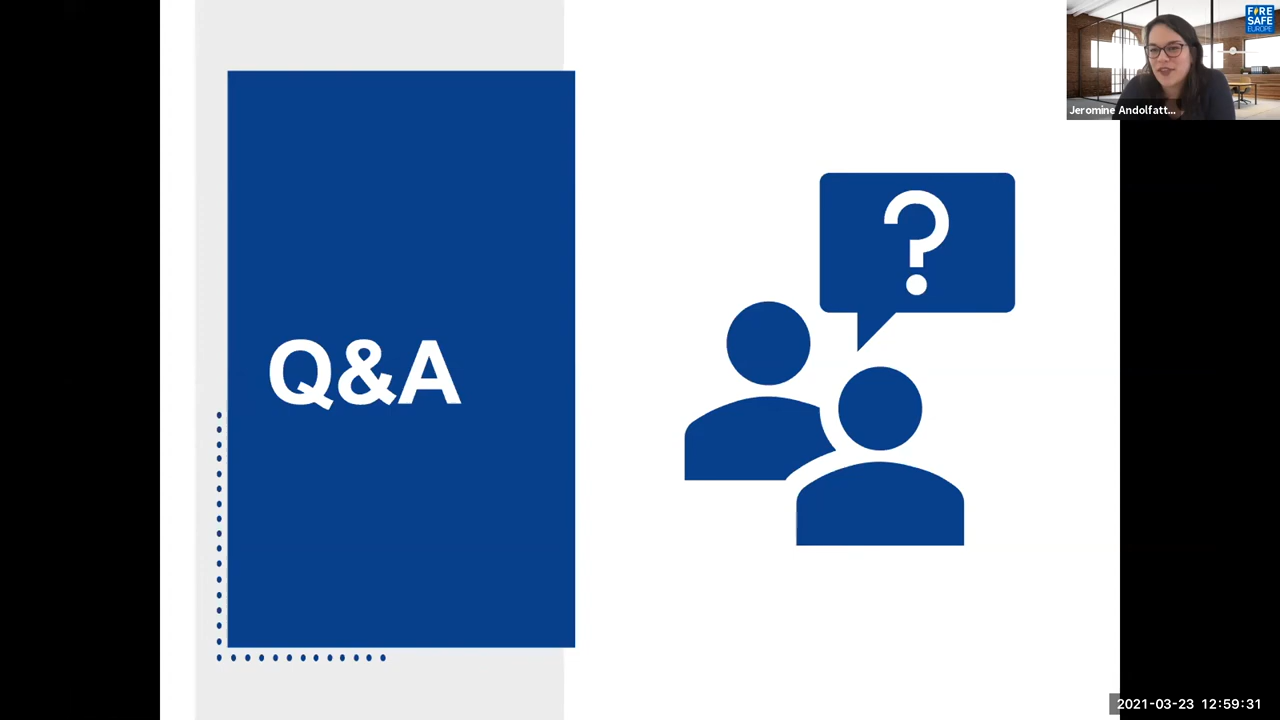 FIRE
SAFE
EUROPE
Jeromine Andolfatt...
?
Q&A
2021-03-23 12:59:31